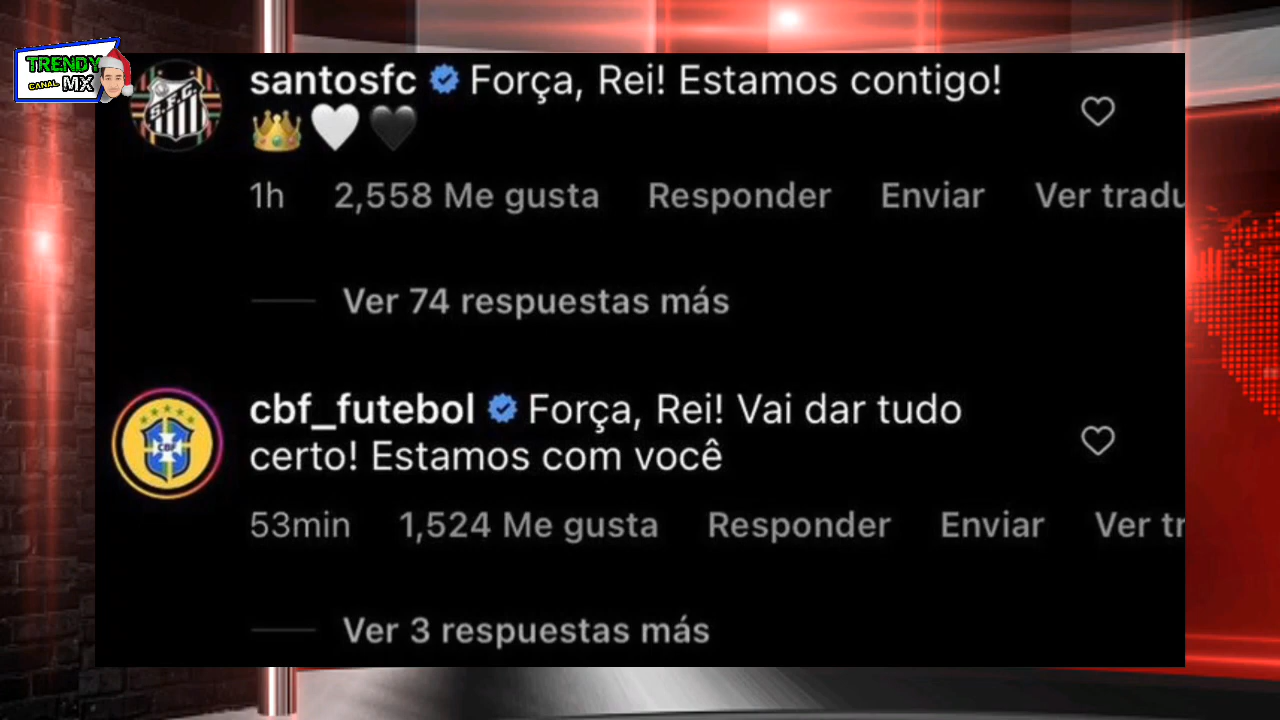 TRENDY
CANAL MX
S.F.C.
santosfc Força, Rei! Estamos contigo!
👑🤍🖤
1h 2,558 Me gusta Responder Enviar Ver tradu
Ver 74 respuestas más
CBF
cbf_futebol Força, Rei! Vai dar tudo
certo! Estamos com você
53min 1,524 Me gusta Responder Enviar Ver tr
Ver 3 respuestas más